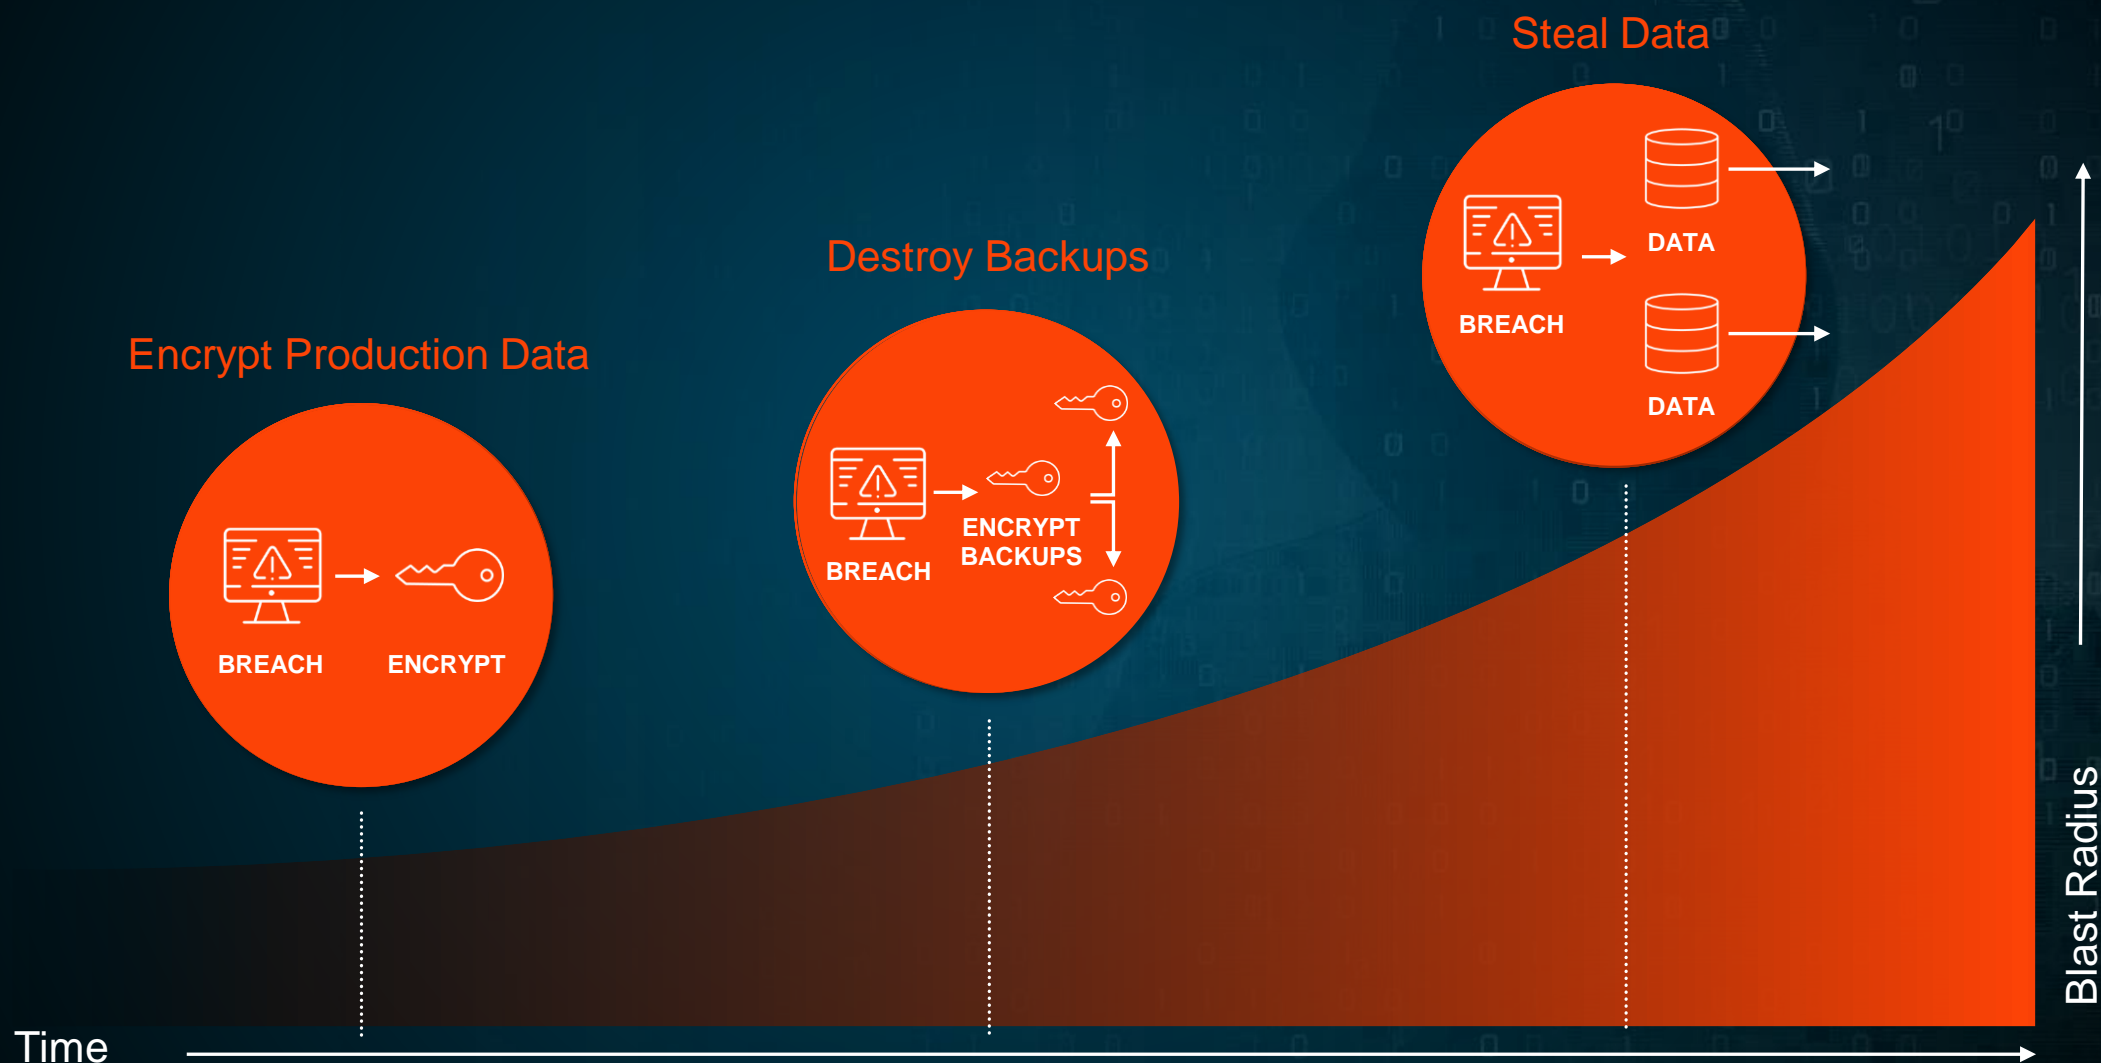 Steal Data
DATA
BREACH
DATA
Destroy Backups
ENCRYPT
BACKUPS
BREACH
Encrypt Production Data
BREACH
ENCRYPT
Blast Radius
Time